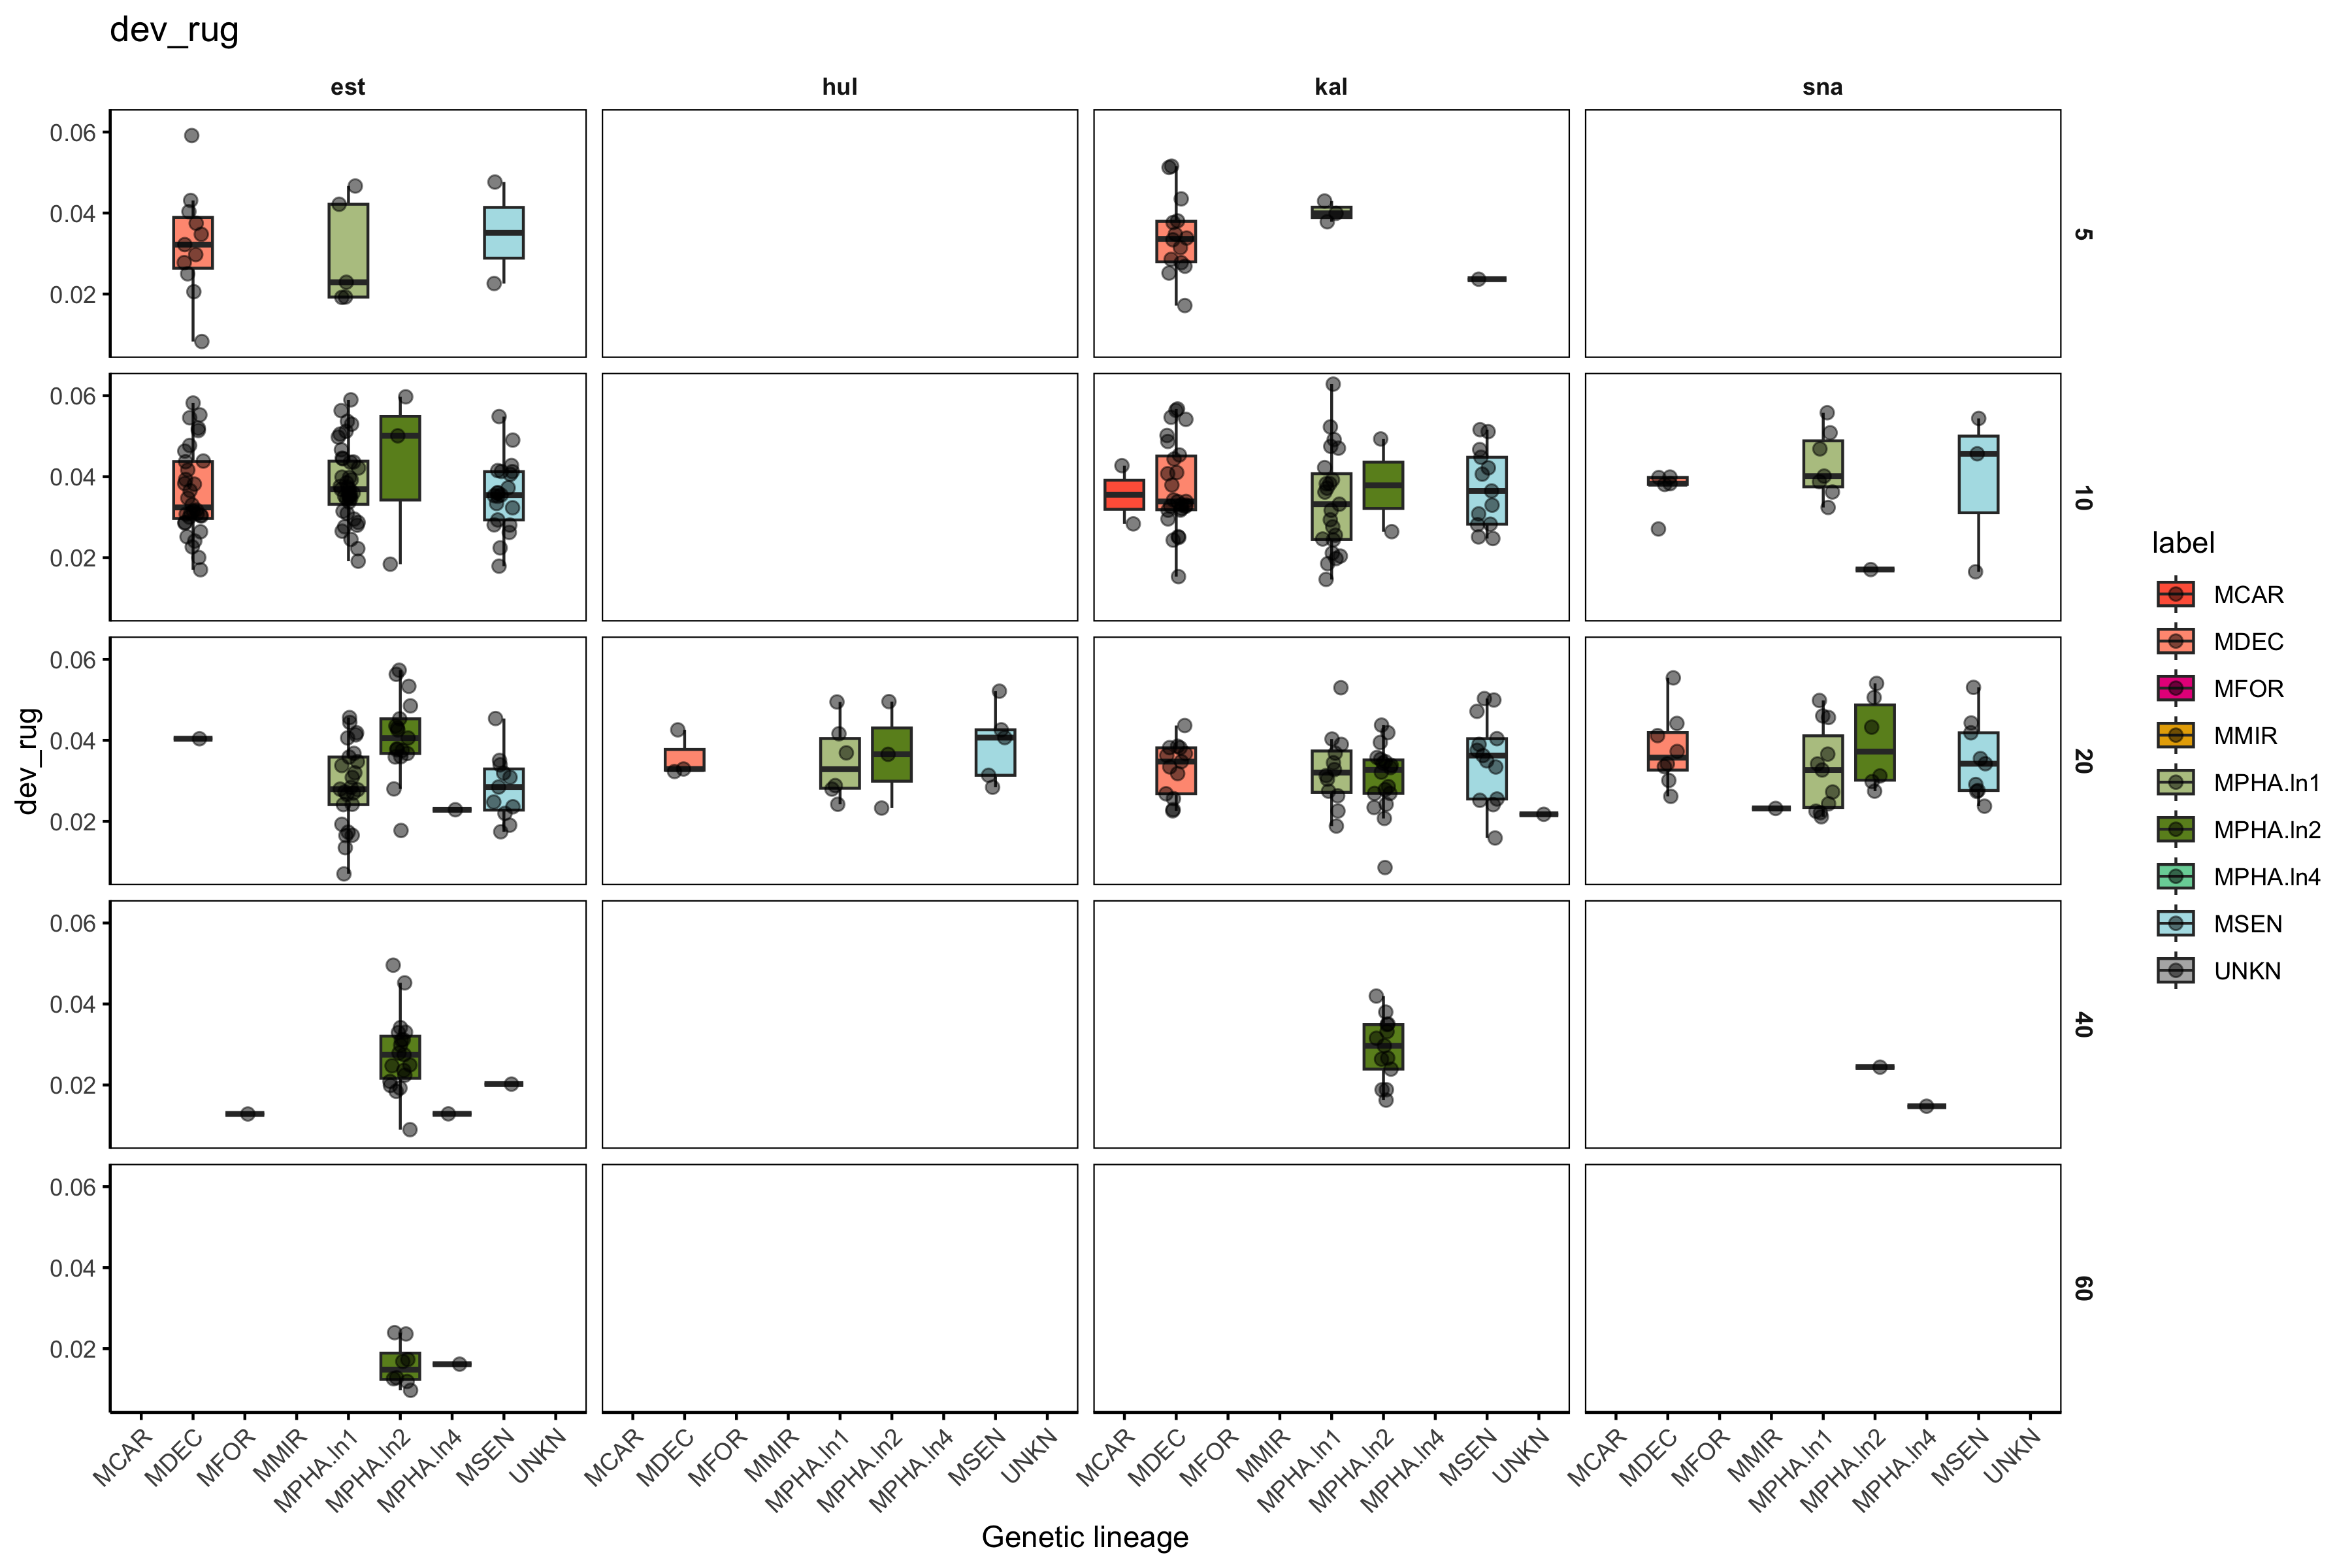 dev_rug
est hul kal sna
0.06
0.04
0.02
5
0.06
0.04
0.02
10
dev_rug
0.06
0.04
0.02
20
0.06
0.04
0.02
40
0.06
0.04
0.02
60
MCAR MDEC MFOR MMIR MPHA.ln1 MPHA.ln2 MPHA.ln4 MSEN UNKN MCAR MDEC MFOR MMIR MPHA.ln1 MPHA.ln2 MPHA.ln4 MSEN UNKN MCAR MDEC MFOR MMIR MPHA.ln1 MPHA.ln2 MPHA.ln4 MSEN UNKN MCAR MDEC MFOR MMIR MPHA.ln1 MPHA.ln2 MPHA.ln4 MSEN UNKN
Genetic lineage
label
MCAR
MDEC
MFOR
MMIR
MPHA.ln1
MPHA.ln2
MPHA.ln4
MSEN
UNKN